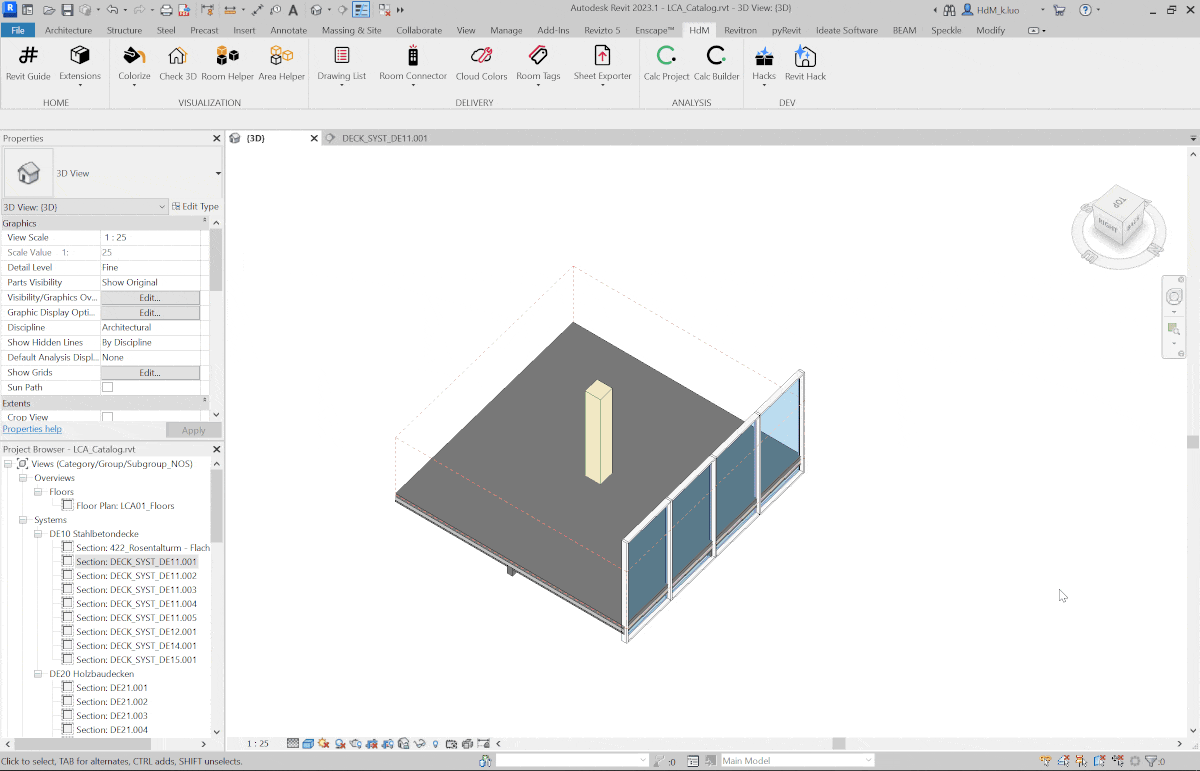 Autodesk Revit 2023.1 - LCA_Catalog.rvt - 3D View: {3D}
HdM_k.luo
File Architecture Structure Steel Precast Insert Annotate Massing & Site Collaborate View Manage Add-Ins Revizto 5 Enscape™ HdM Revitron pyRevit Ideate Software BEAM Speckle Modify
Revit Guide Extensions Colorize Check 3D Room Helper Area Helper Drawing List Room Connector Cloud Colors Room Tags Sheet Exporter Calc Project Calc Builder Hacks Revit Hack
HOME VISUALIZATION DELIVERY ANALYSIS DEV
Properties
{3D}
DECK_SYST_DE11.001
3D View
3D View: {3D}
Edit Type
Graphics
View Scale 1 : 25
Scale Value 1: 25
Detail Level Fine
Parts Visibility Show Original
Visibility/Graphics Ov... Edit...
Graphic Display Opti... Edit...
Discipline Architectural
Show Hidden Lines By Discipline
Default Analysis Displ... None
Show Grids Edit...
Sun Path
Extents
Crop View
Properties help Apply
Project Browser - LCA_Catalog.rvt
Views (Category/Group/Subgroup_NOS)
Overviews
Floors
Floor Plan: LCA01_Floors
Systems
DE10 Stahlbetondecke
Section: 422_Rosentalturm - Flach
Section: DECK_SYST_DE11.001
Section: DECK_SYST_DE11.002
Section: DECK_SYST_DE11.003
Section: DECK_SYST_DE11.004
Section: DECK_SYST_DE11.005
Section: DECK_SYST_DE12.001
Section: DECK_SYST_DE14.001
Section: DECK_SYST_DE15.001
DE20 Holzbaudecken
Section: DE21.001
Section: DE21.002
Section: DE21.003
Section: DE21.004
TOP
RIGHT
BACK
1 : 25
Click to select, TAB for alternates, CTRL adds, SHIFT unselects.
:0
Main Model
:0